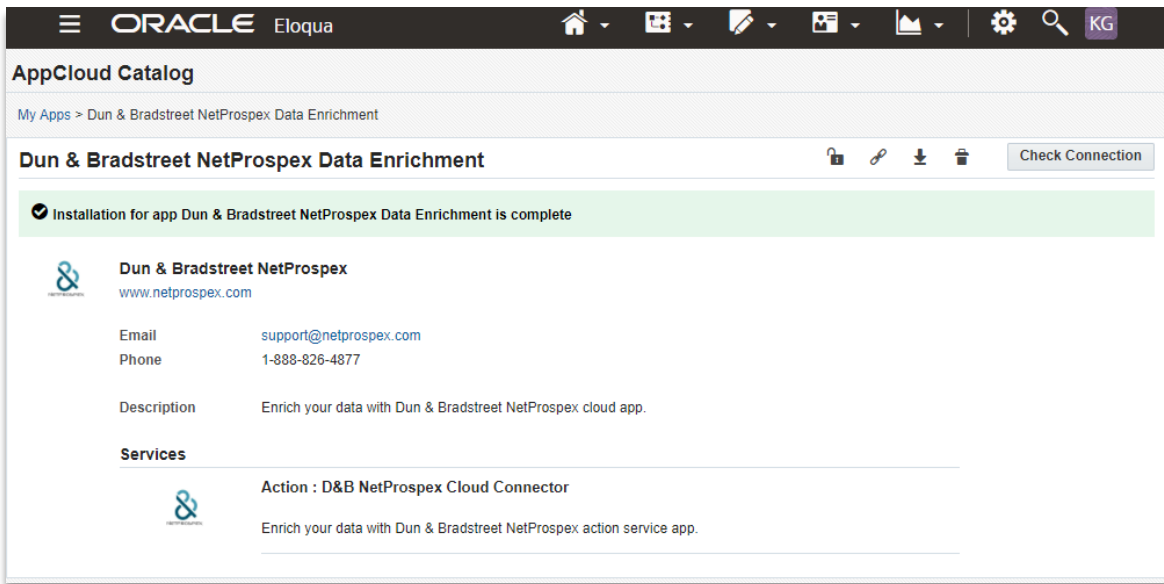 ORACLE Eloqua
KG
AppCloud Catalog
My Apps > Dun & Bradstreet NetProspex Data Enrichment
Dun & Bradstreet NetProspex Data Enrichment
Check Connection
Installation for app Dun & Bradstreet NetProspex Data Enrichment is complete
Dun & Bradstreet NetProspex
www.netprospex.com
Email support@netprospex.com
Phone 1-888-826-4877
Description Enrich your data with Dun & Bradstreet NetProspex cloud app.
Services
Action : D&B NetProspex Cloud Connector
Enrich your data with Dun & Bradstreet NetProspex action service app.